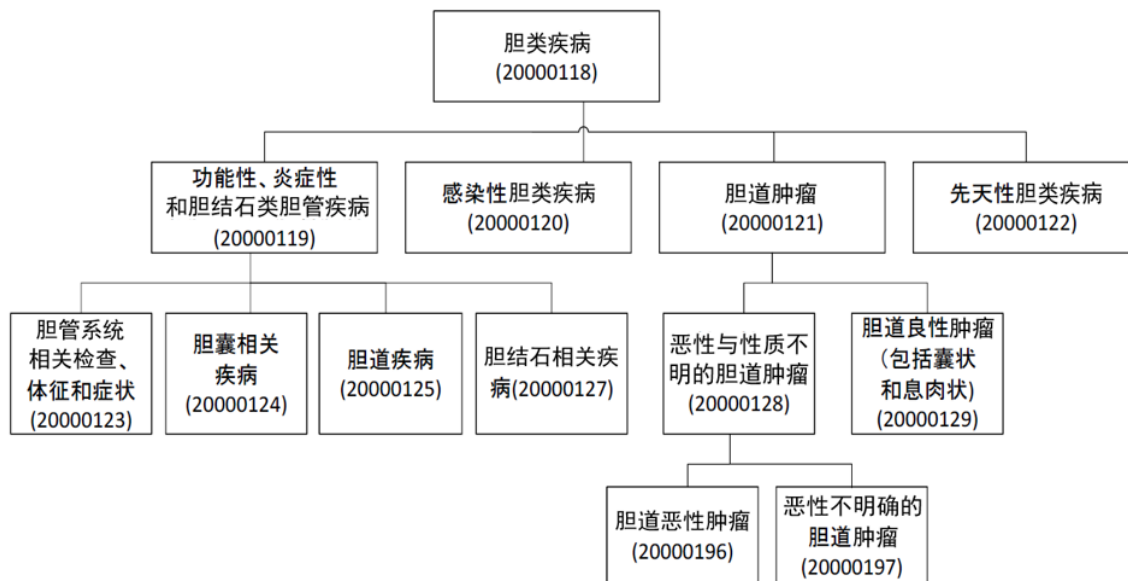 胆类疾病
(20000118)
功能性、炎症性
和胆结石类胆管疾病
(20000119)
感染性胆类疾病
(20000120)
胆道肿瘤
(20000121)
先天性胆类疾病
(20000122)
胆管系统
相关检查、
体征和症状
(20000123)
胆囊相关
疾病
(20000124)
胆道疾病
(20000125)
胆结石相关疾
病(20000127)
恶性与性质不
明的胆道肿瘤
(20000128)
胆道良性肿瘤
（包括囊状
和息肉状)
(20000129)
胆道恶性肿瘤
(20000196)
恶性不明确的
胆道肿瘤
(20000197)